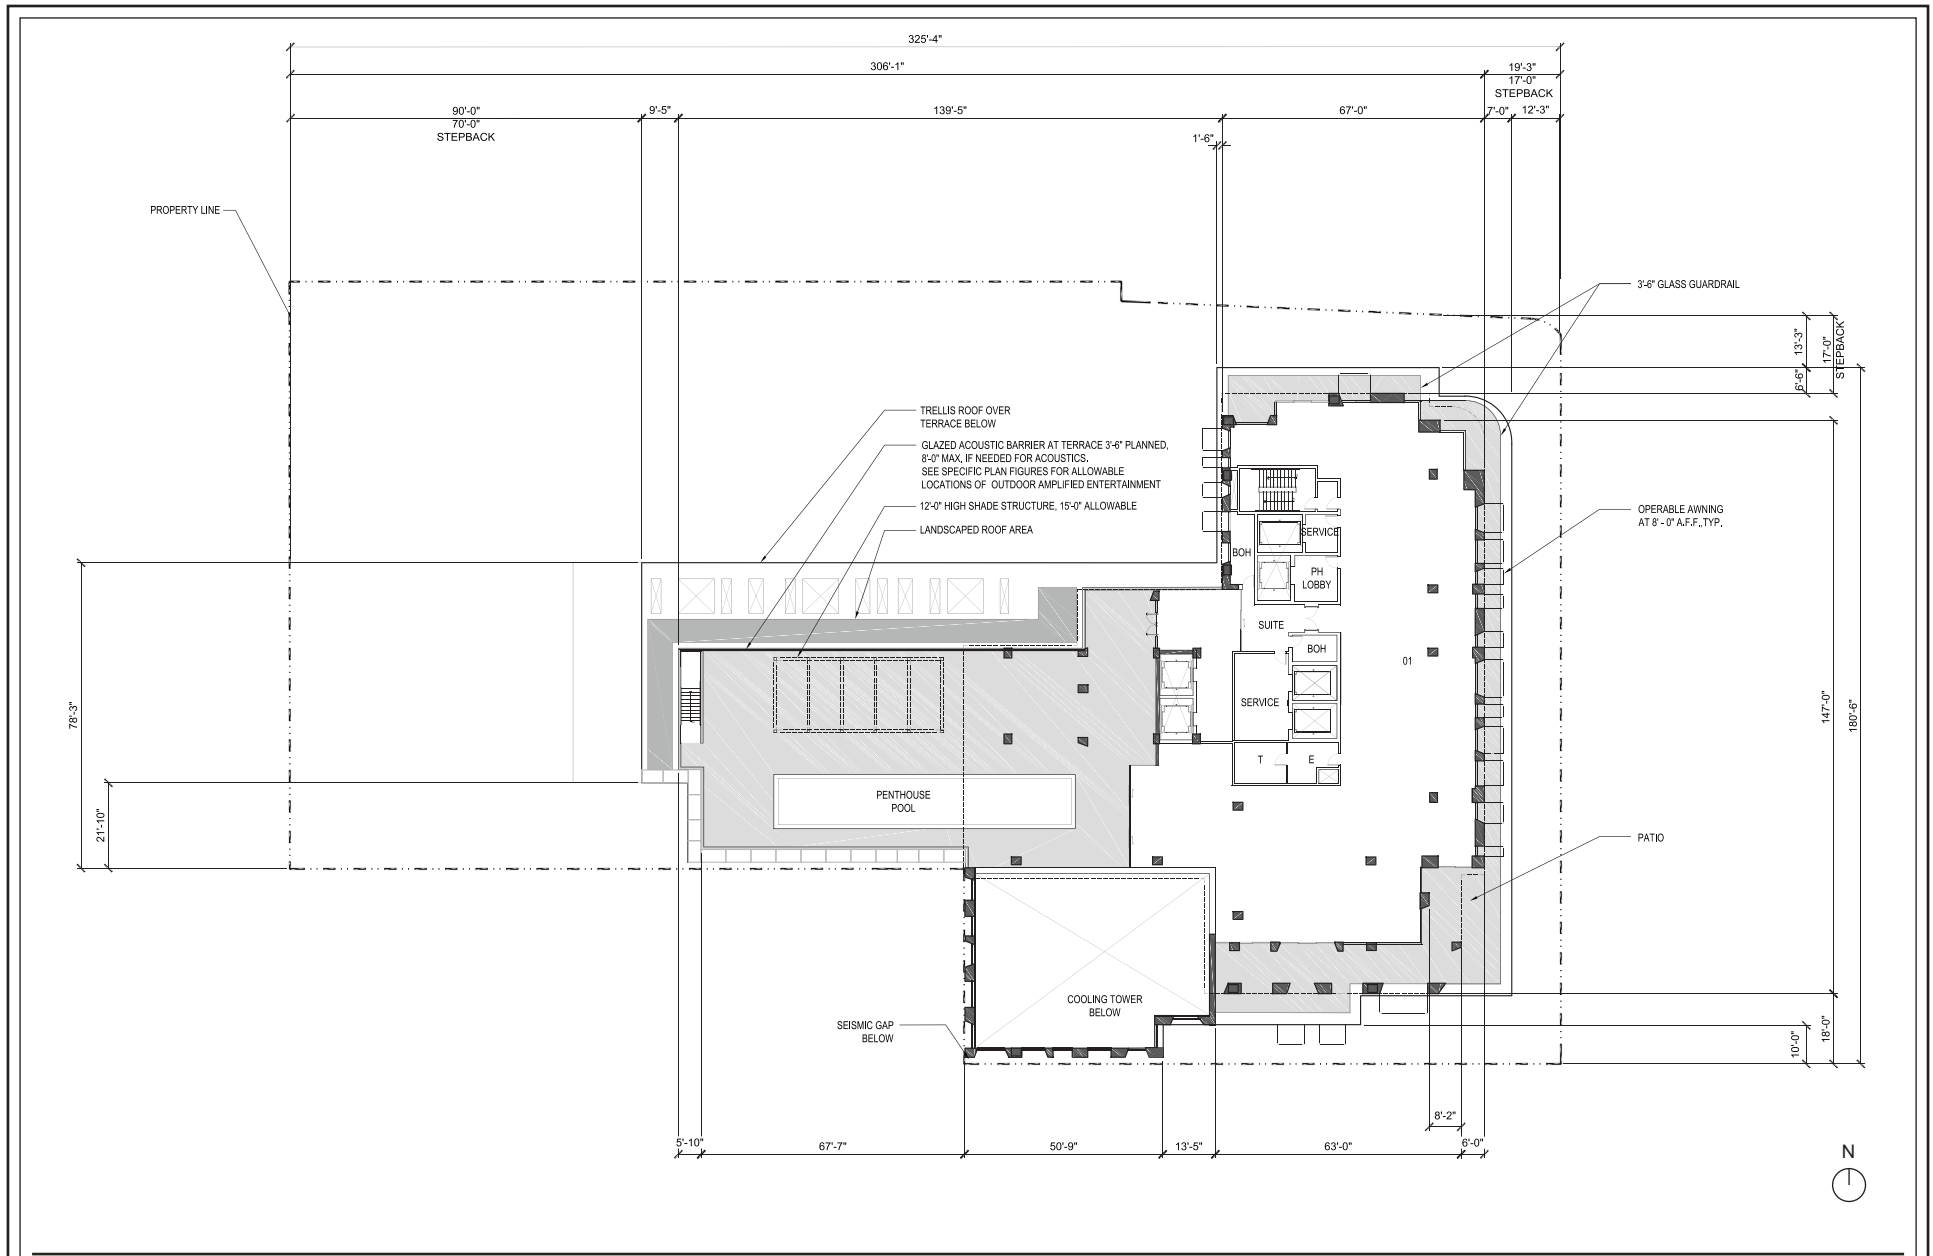 325'-4"
306'-1"
19'-3"
17'-0"
STEPBACK
90'-0"
70'-0"
STEPBACK
9'-5"
139'-5"
67'-0"
7'-0"
12'-3"
1'-6"
PROPERTY LINE
3'-6" GLASS GUARDRAIL
13'-3"
17'-0"
STEPBACK
6'-6"
TRELLIS ROOF OVER
TERRACE BELOW
GLAZED ACOUSTIC BARRIER AT TERRACE 3'-6" PLANNED,
8'-0" MAX, IF NEEDED FOR ACOUSTICS.
SEE SPECIFIC PLAN FIGURES FOR ALLOWABLE
LOCATIONS OF OUTDOOR AMPLIFIED ENTERTAINMENT
12'-0" HIGH SHADE STRUCTURE, 15'-0" ALLOWABLE
LANDSCAPED ROOF AREA
OPERABLE AWNING
AT 8' - 0" A.F.F.,TYP.
SERVICE
BOH
PH
LOBBY
SUITE
BOH
01
SERVICE
T
E
78'-3"
21'-10"
147'-0"
180'-6"
PENTHOUSE
POOL
PATIO
COOLING TOWER
BELOW
SEISMIC GAP
BELOW
10'-0"
18'-0"
8'-2"
5'-10"
67'-7"
50'-9"
13'-5"
63'-0"
6'-0"
N